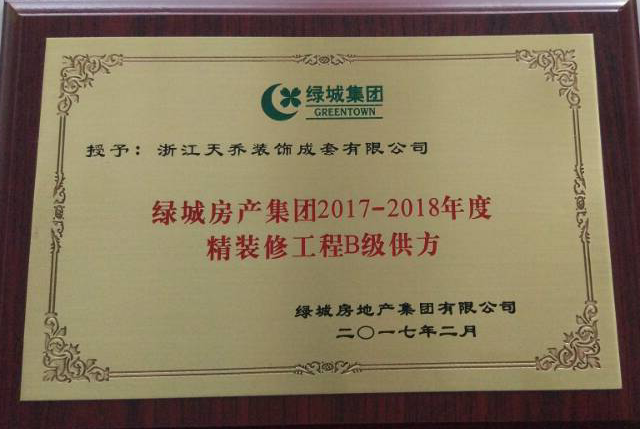 绿城集团
GREENTOWN
授予：浙江天乔装饰成套有限公司
绿城房产集团2017-2018年度
精装修工程B级供方
绿城房地产集团有限公司
二〇一七年二月